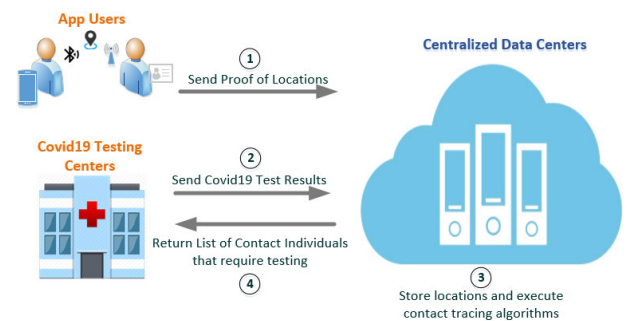 App Users
Centralized Data Centers
1
Send Proof of Locations
Covid19 Testing
Centers
2
Send Covid19 Test Results
Return List of Contact Individuals
that require testing
4
3
Store locations and execute
contact tracing algorithms